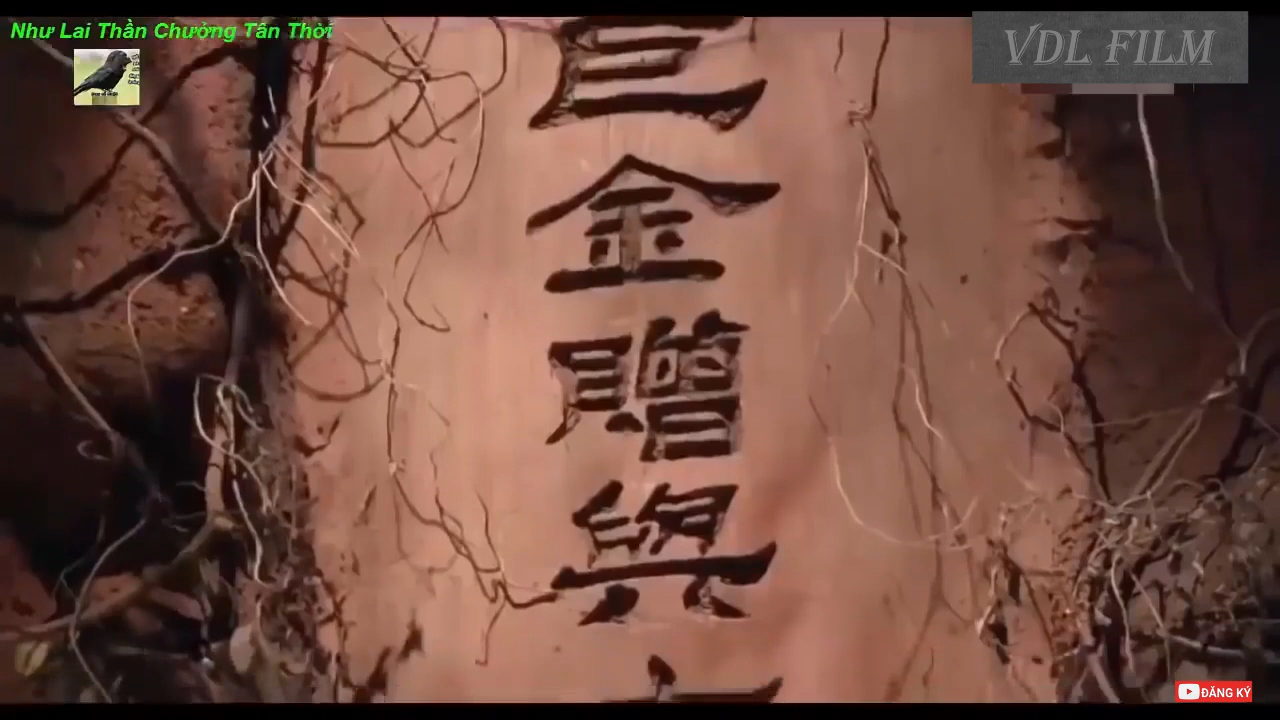 Như Lai Thần Chưởng Tân Thời
VDL FILM
金
贈
與
ĐĂNG KÝ